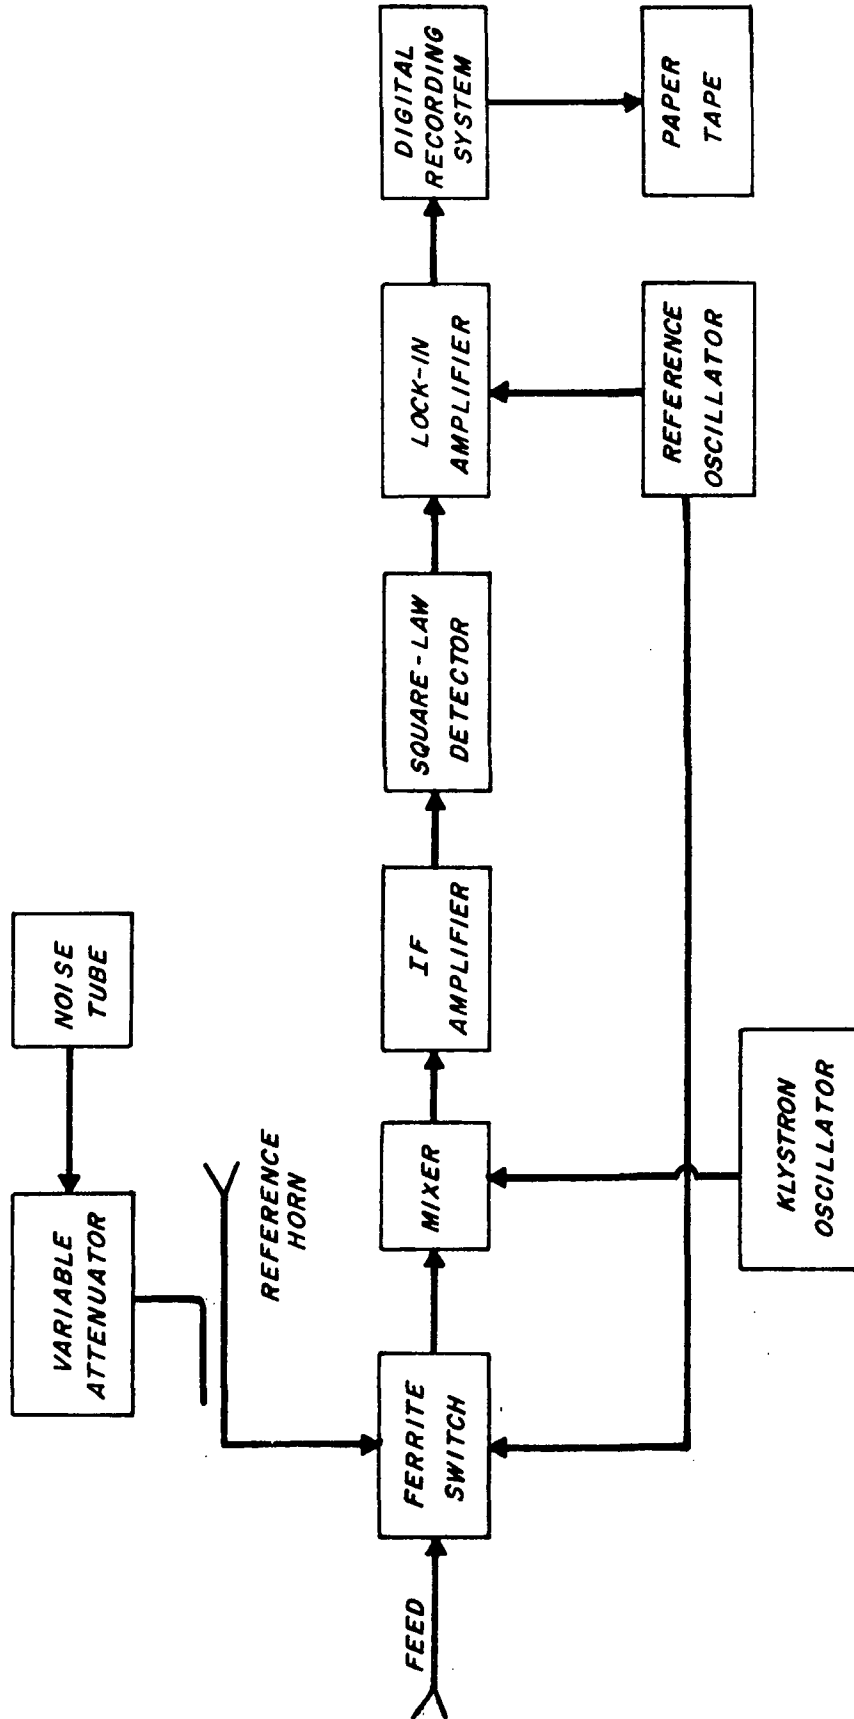 NOISE
TUBE
VARIABLE
ATTENUATOR
REFERENCE
HORN
FEED
FERRITE
SWITCH
MIXER
IF
AMPLIFIER
SQUARE-LAW
DETECTOR
LOCK-IN
AMPLIFIER
DIGITAL
RECORDING
SYSTEM
KLYSTRON
OSCILLATOR
REFERENCE
OSCILLATOR
PAPER
TAPE